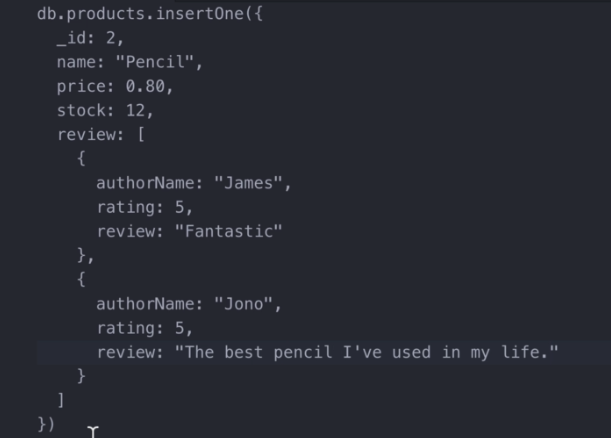 db.products.insertOne({
  _id: 2,
  name: "Pencil",
  price: 0.80,
  stock: 12,
  review: [
    {
      authorName: "James",
      rating: 5,
      review: "Fantastic"
    },
    {
      authorName: "Jono",
      rating: 5,
      review: "The best pencil I've used in my life."
    }
  ]
})